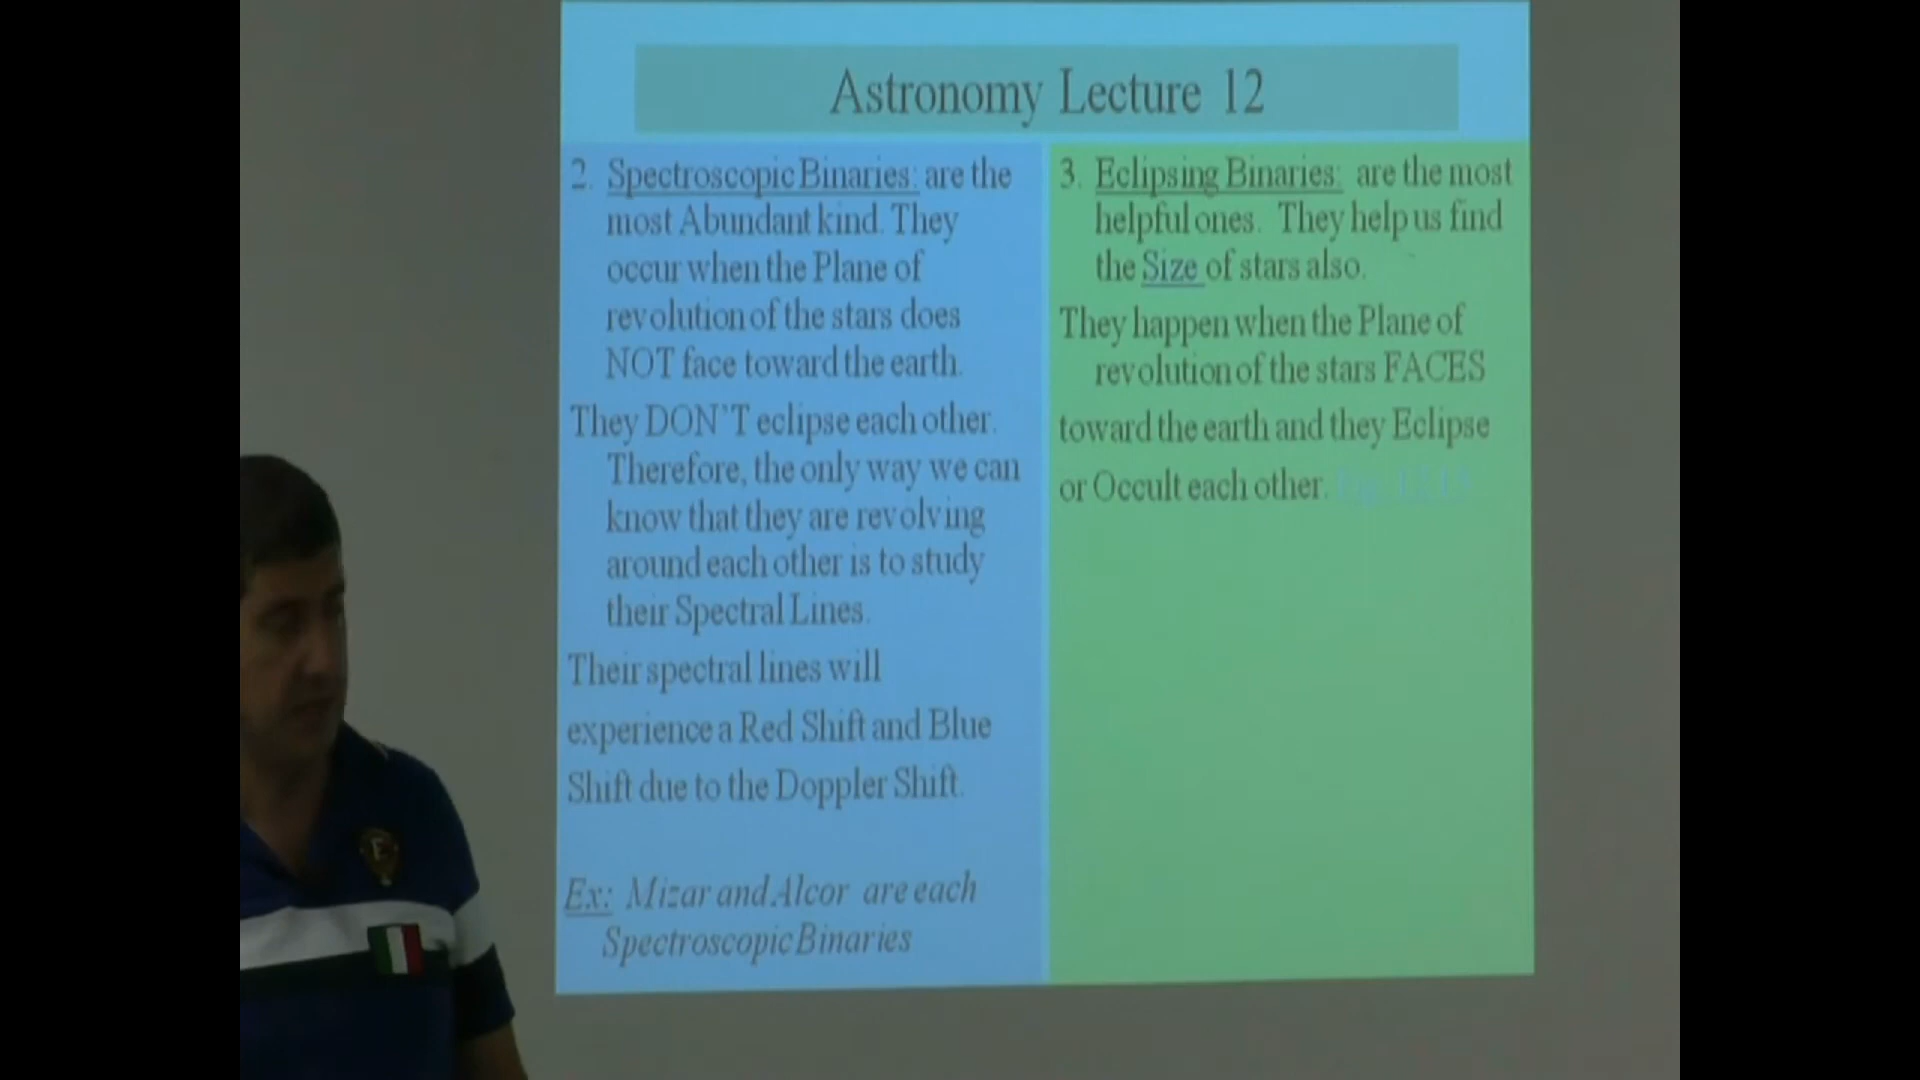 Astronomy Lecture 12
2. Spectroscopic Binaries: are the
most Abundant kind. They
occur when the Plane of
revolution of the stars does
NOT face toward the earth.
They DON'T eclipse each other.
Therefore, the only way we can
know that they are revolving
around each other is to study
their Spectral Lines.
Their spectral lines will
experience a Red Shift and Blue
Shift due to the Doppler Shift.
Ex: Mizar and Alcor are each
Spectroscopic Binaries
3. Eclipsing Binaries: are the most
helpful ones. They help us find
the Size of stars also.
They happen when the Plane of
revolution of the stars FACES
toward the earth and they Eclipse
or Occult each other.